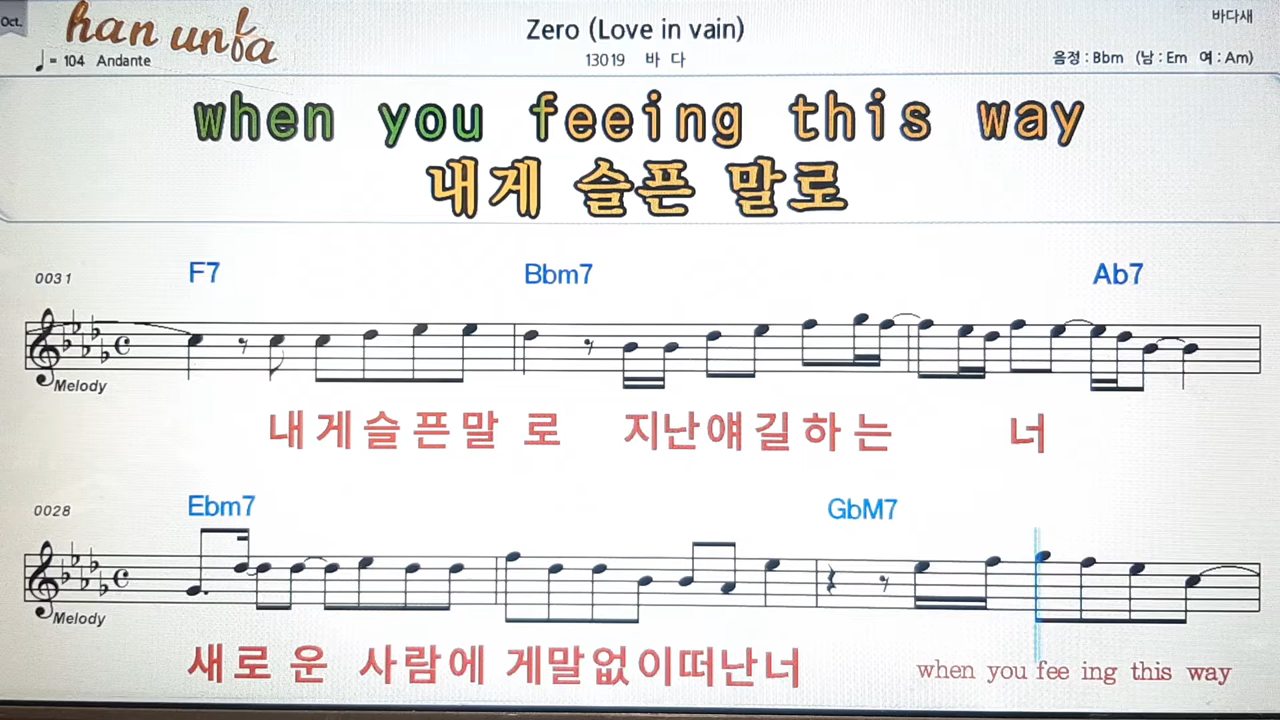 Oct.
han unfa
Zero (Love in vain)
바다새
♩= 104 Andante
13019 바 다
음정 : Bbm (남 : Em 여 : Am)
when you feeing this way
내게 슬픈 말로
0031 F7 Bbm7 Ab7
Melody
내 게 슬 픈 말 로 지난 얘 길 하 는 너
0028 Ebm7 GbM7
Melody
새 로 운 사람에 게말없이떠난너 when you fee ing this way